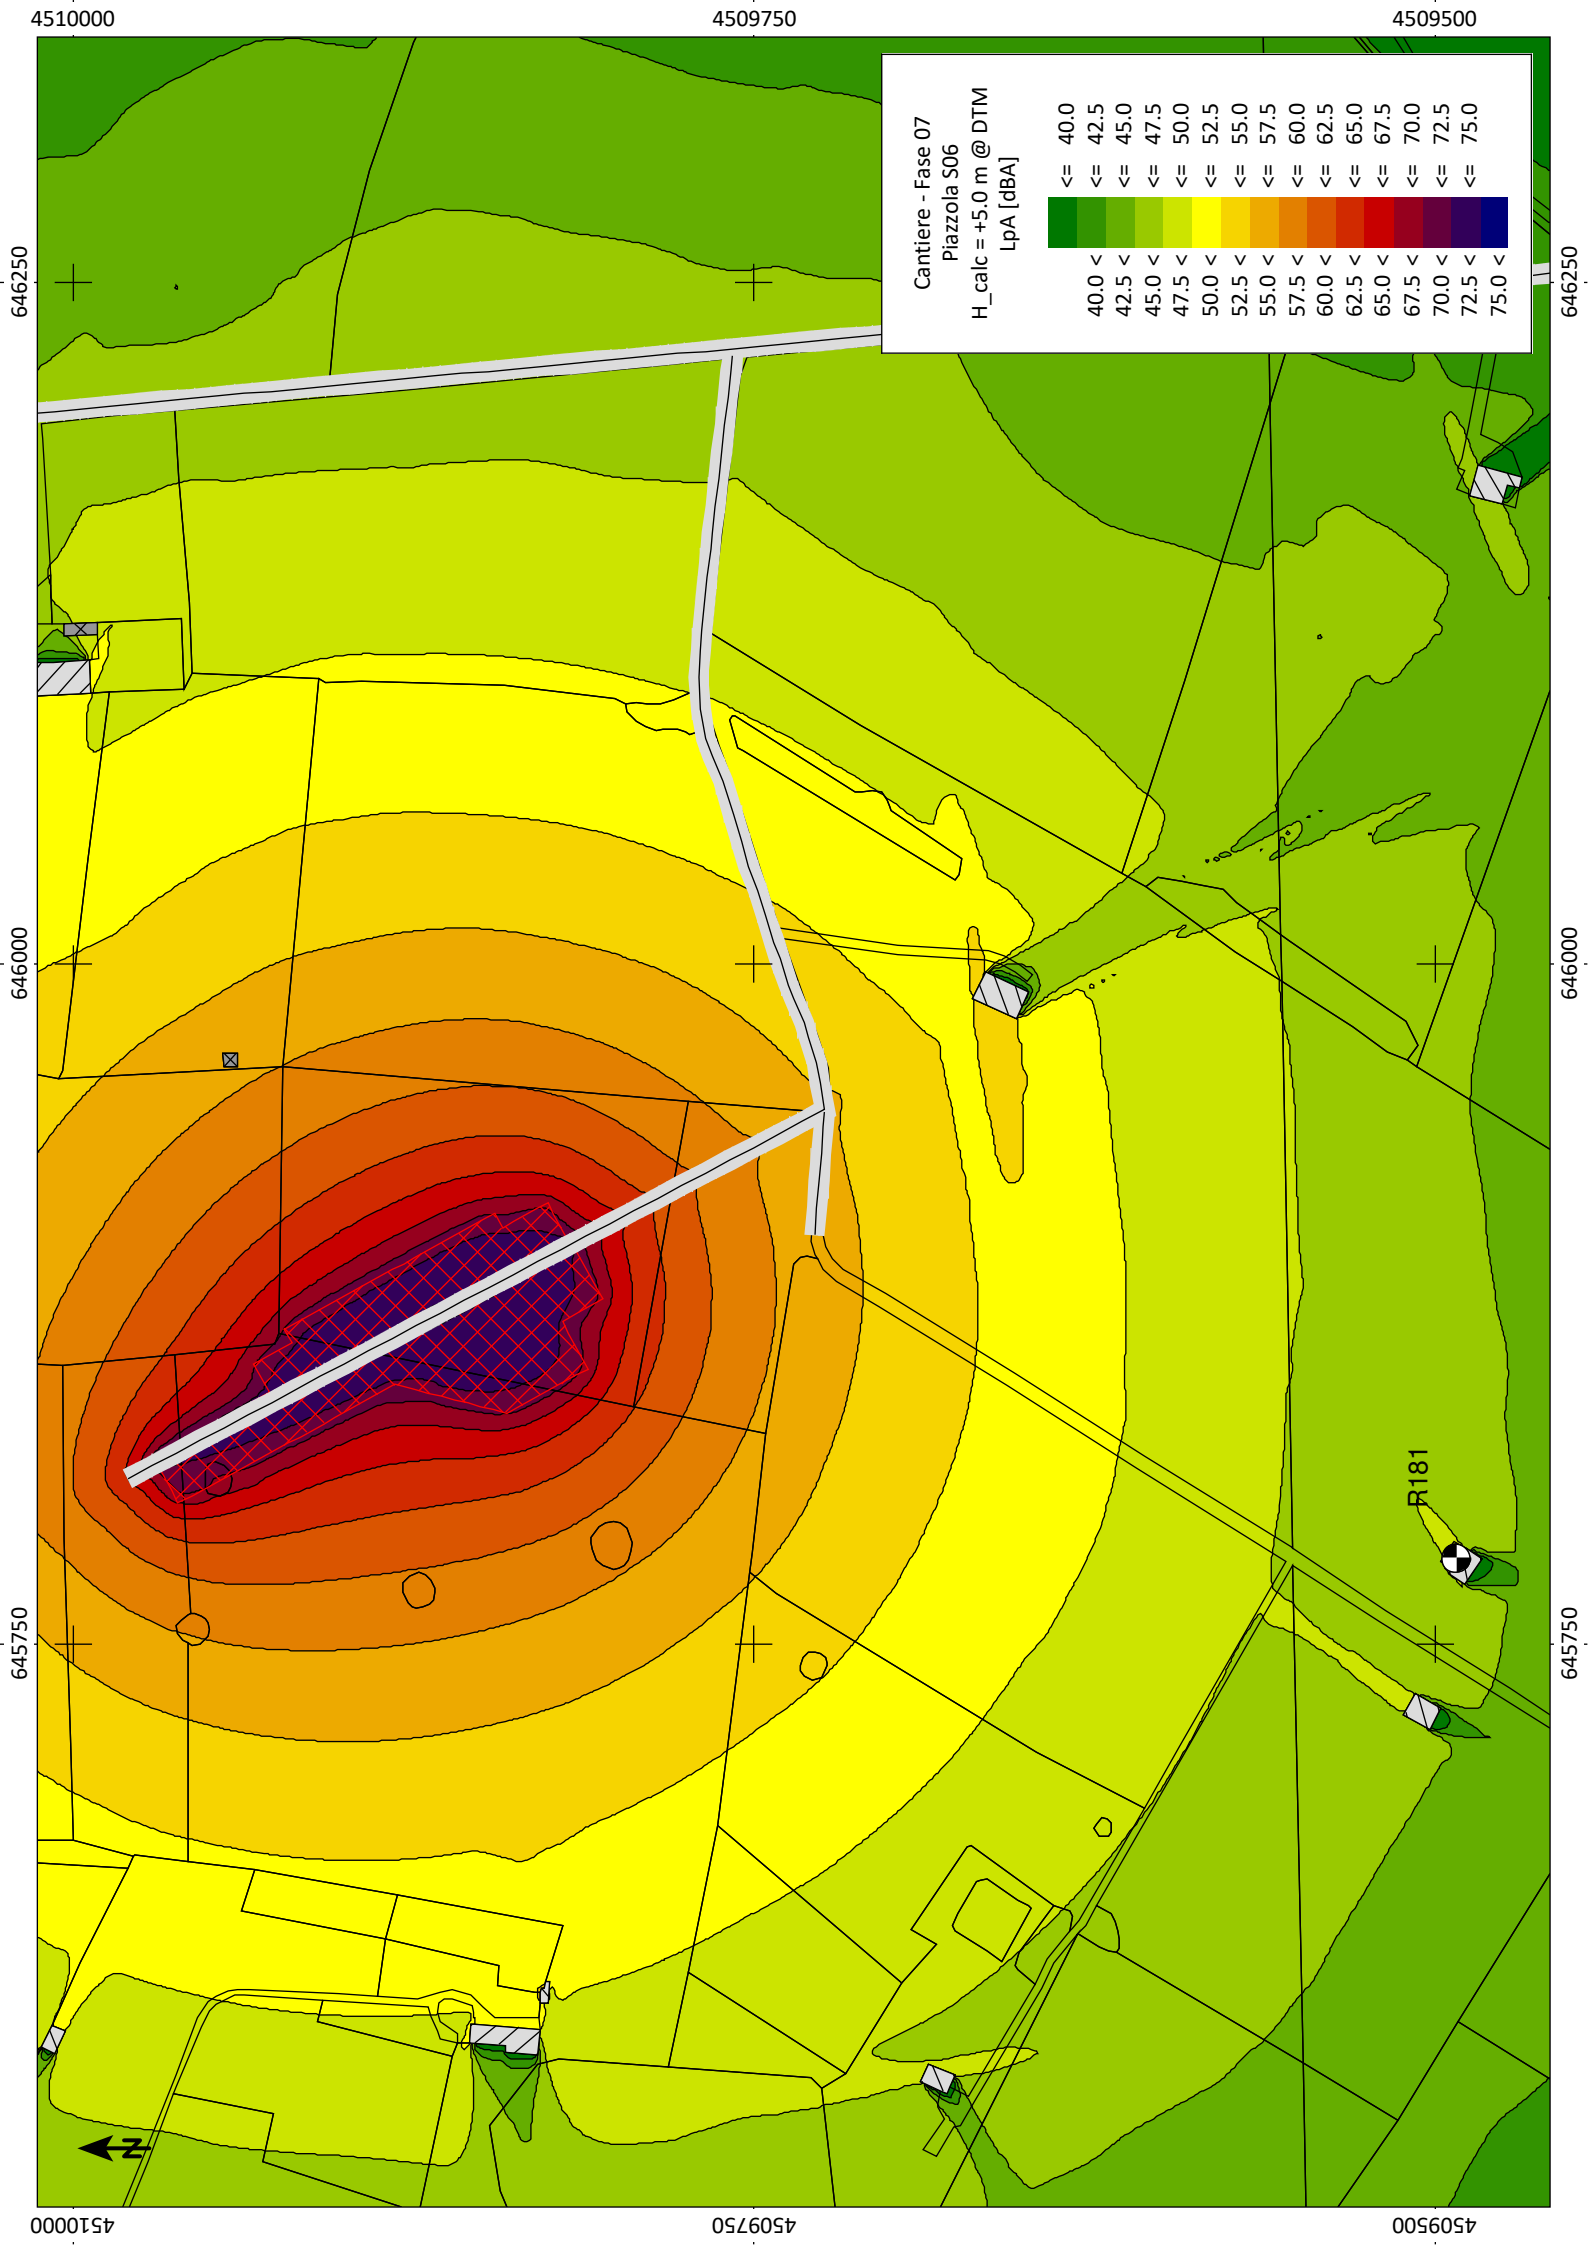 4510000
4509750
4509500
646250
646000
645750
646250
646000
645750
4510000
4509750
4509500
Cantiere - Fase 07
Piazzola S06
H_calc = +5.0 m @ DTM
LpA [dBA]
<= 40.0
40.0 < <= 42.5
42.5 < <= 45.0
45.0 < <= 47.5
47.5 < <= 50.0
50.0 < <= 52.5
52.5 < <= 55.0
55.0 < <= 57.5
57.5 < <= 60.0
60.0 < <= 62.5
62.5 < <= 65.0
65.0 < <= 67.5
67.5 < <= 70.0
70.0 < <= 72.5
72.5 < <= 75.0
75.0 <
R181
N